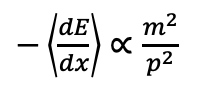 − ⟨dE/dx⟩ ∝ m²/p²